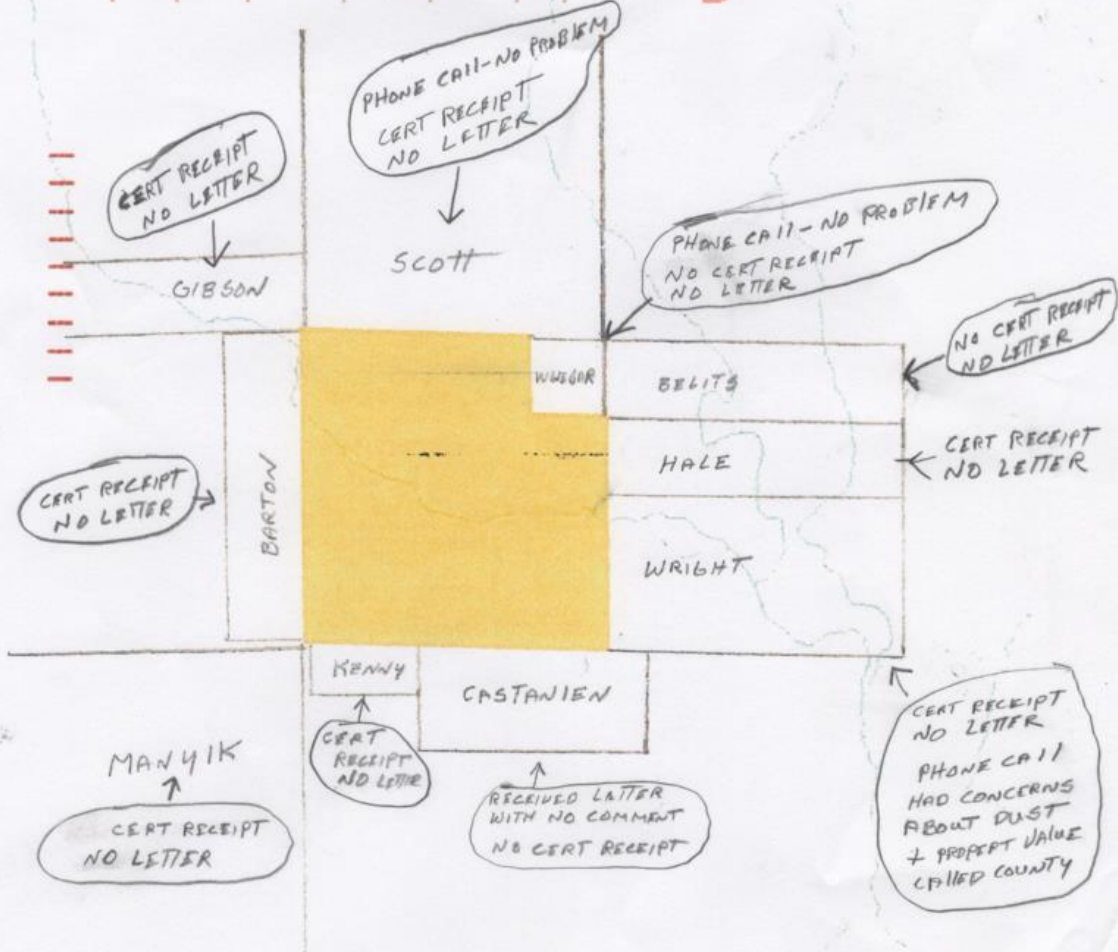 PHONE CALL-NO PROBLEM
CERT RECEIPT
NO LETTER
CERT RECEIPT
NO LETTER
SCOTT
GIBSON
PHONE CALL-NO PROBLEM
NO CERT RECEIPT
NO LETTER
NO CERT RECEIPT
NO LETTER
BELITS
CERT RECEIPT
NO LETTER
HALE
CERT RECEIPT
NO LETTER
BARTON
WRIGHT
KENNY
CASTANIEN
MANYIK
CERT RECEIPT
NO LETTER
CERT
RECEIPT
NO LETTER
RECEIVED LETTER
WITH NO COMMENT
NO CERT RECEIPT
CERT RECEIPT
NO LETTER
PHONE CALL
HAD CONCERNS
ABOUT DUST
+ PROPERT VALUE
CALLED COUNTY